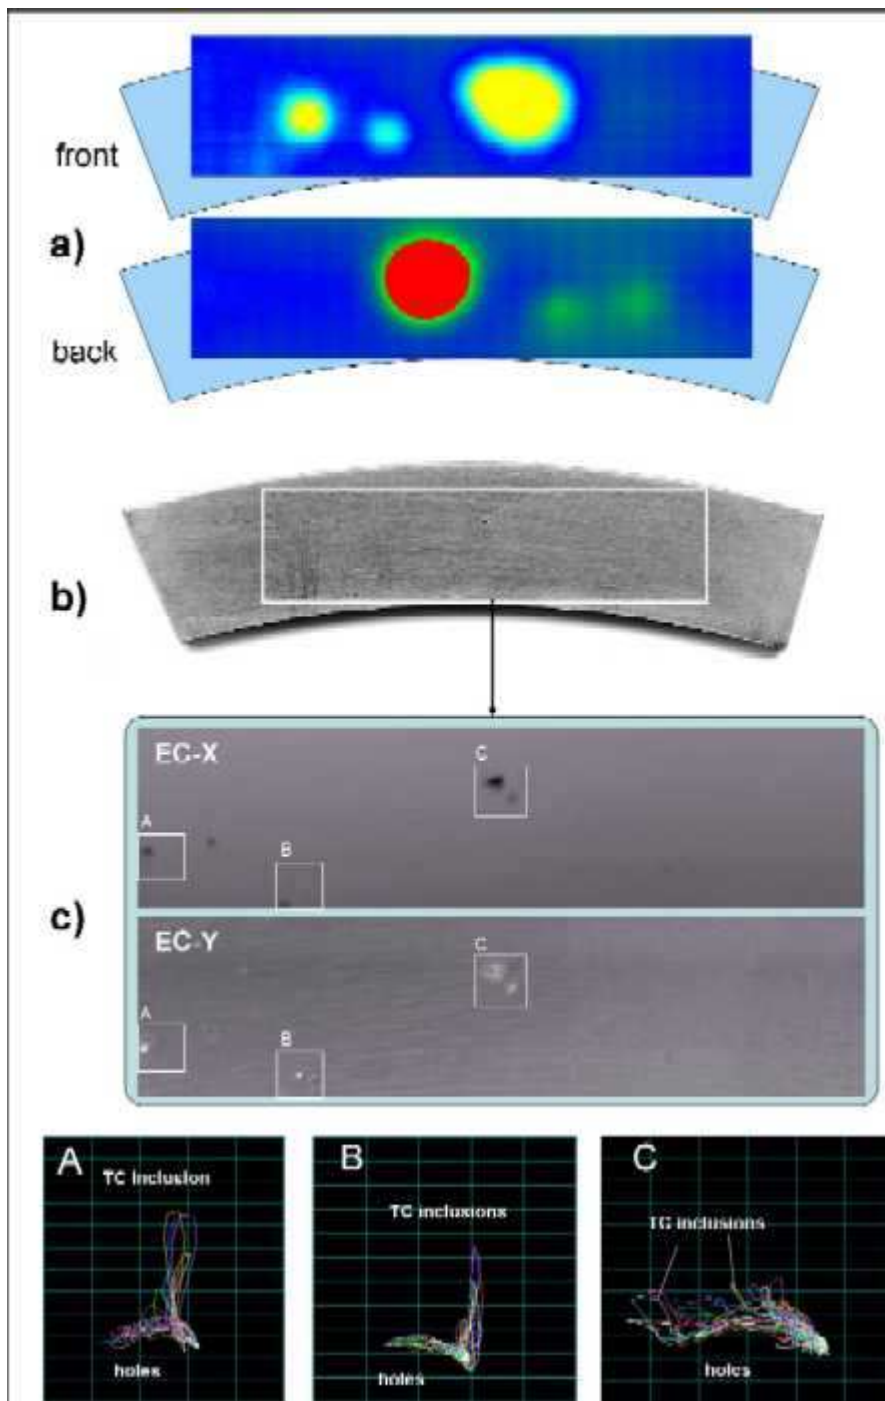 front
a)
back
b)
EC-X
C
A
B
c)
EC-Y
C
A
B
A
TC inclusion
holes
B
TC inclusions
holes
C
TC inclusions
holes